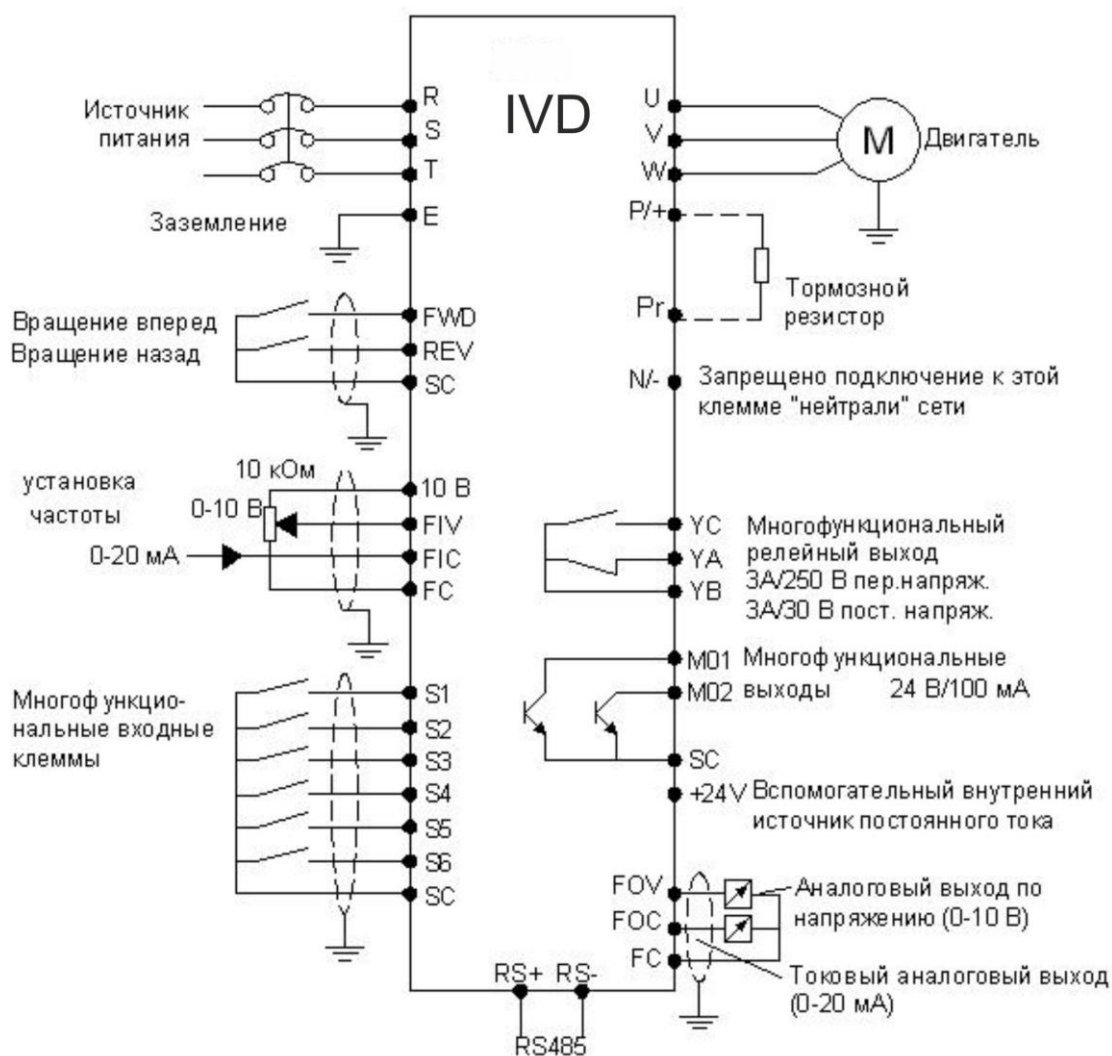 IVD
Источник
питания
R
S
T
Заземление
E
Вращение вперед
Вращение назад
FWD
REV
SC
установка
частоты
10 кОм
0-10 В
0-20 мА
10 В
FIV
FIC
FC
Многофункцио-
нальные входные
клеммы
S1
S2
S3
S4
S5
S6
SC
RS+ RS-
RS485
U
V
W
M
Двигатель
P/+
Pr
Тормозной
резистор
N/-
Запрещено подключение к этой
клемме "нейтрали" сети
YC
YA
YB
Многофункциональный
релейный выход
3А/250 В пер.напряж.
3А/30 В пост. напряж.
M01
M02
Многофункциональные
выходы 24 В/100 мА
SC
+24V
Вспомогательный внутренний
источник постоянного тока
FOV
FOC
FC
Аналоговый выход по
напряжению (0-10 В)
Токовый аналоговый выход
(0-20 мА)